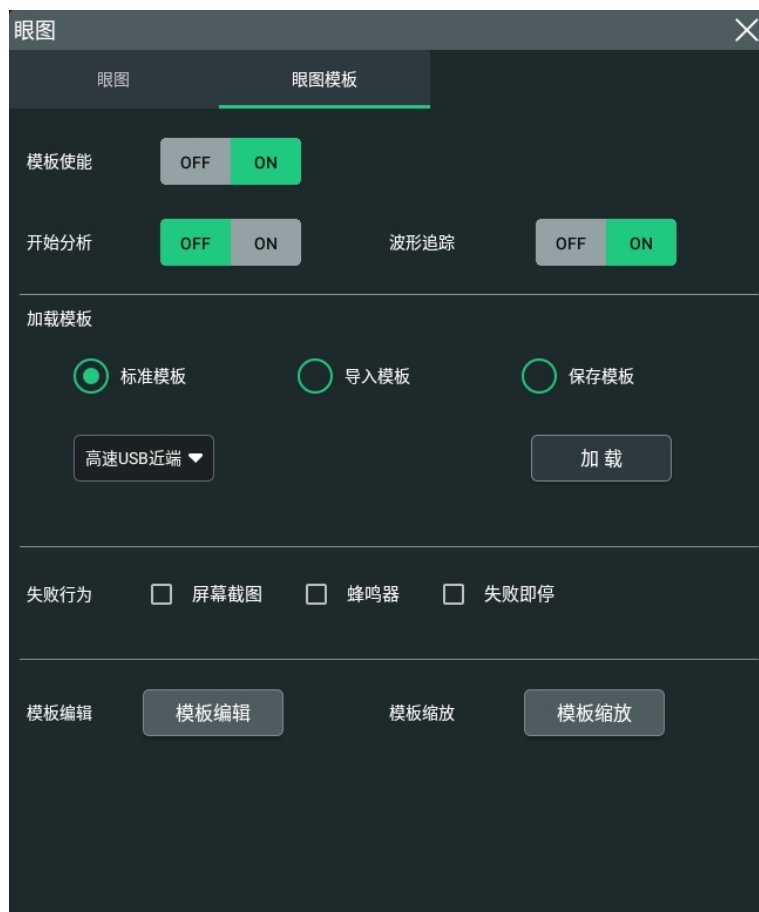 眼图
眼图 眼图模板
模板使能 OFF ON
开始分析 OFF ON 波形追踪 OFF ON
加载模板
标准模板 导入模板 保存模板
高速USB近端 加载
失败行为 屏幕截图 蜂鸣器 失败即停
模板编辑 模板编辑 模板缩放 模板缩放